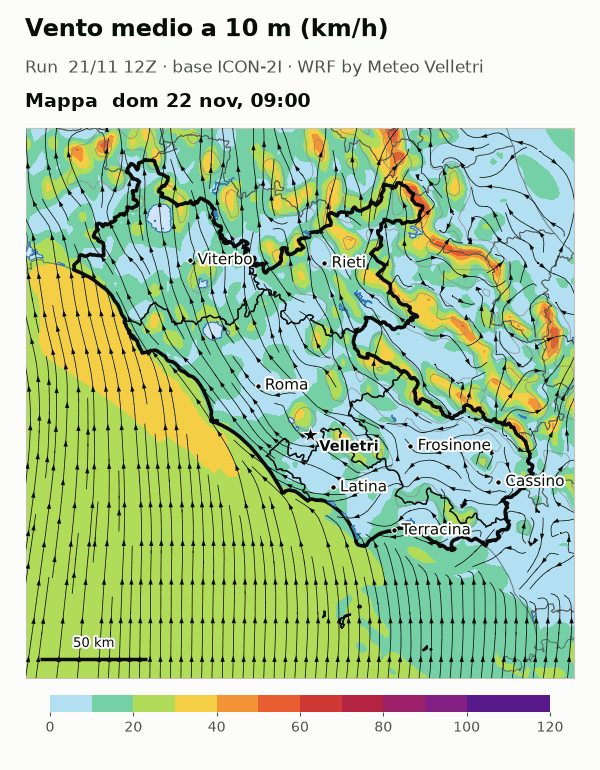 Vento medio a 10 m (km/h)
Run 21/11 12Z · base ICON-2I · WRF by Meteo Velletri
Mappa dom 22 nov, 09:00
Viterbo
Rieti
Roma
Velletri
Frosinone
Latina
Cassino
Terracina
50 km
0 20 40 60 80 100 120